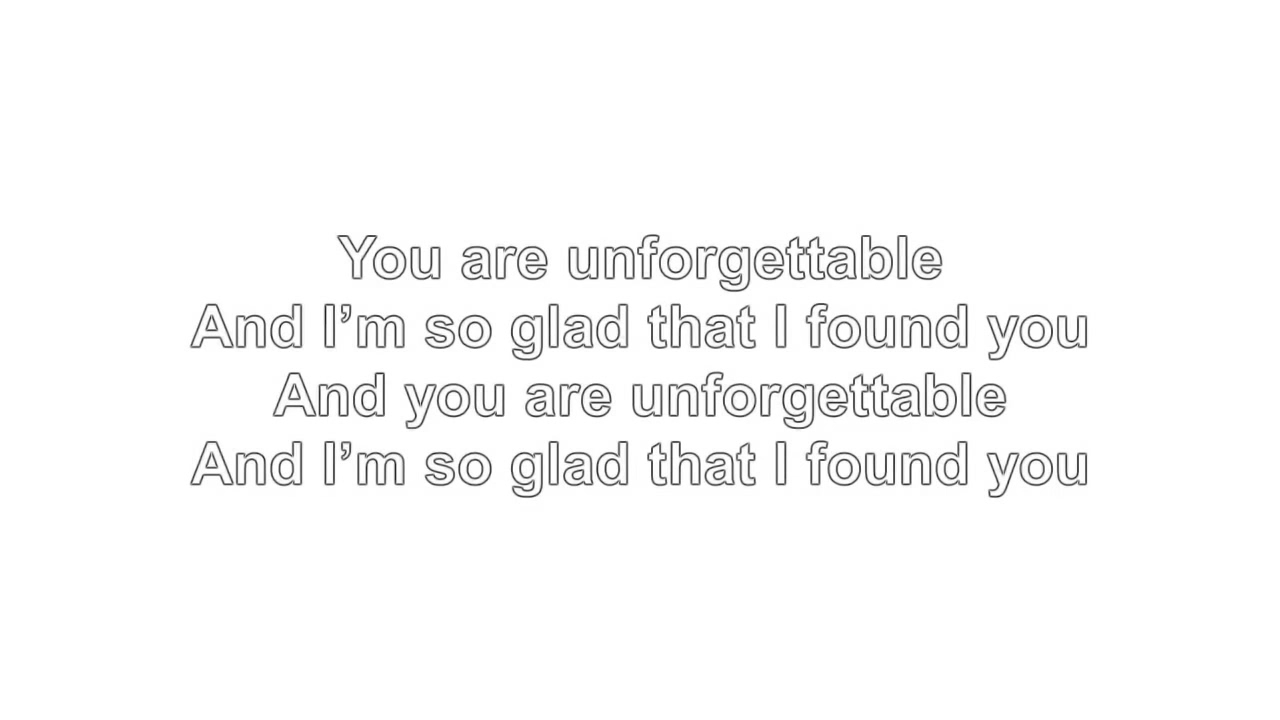 You are unforgettable
And I’m so glad that I found you
And you are unforgettable
And I’m so glad that I found you